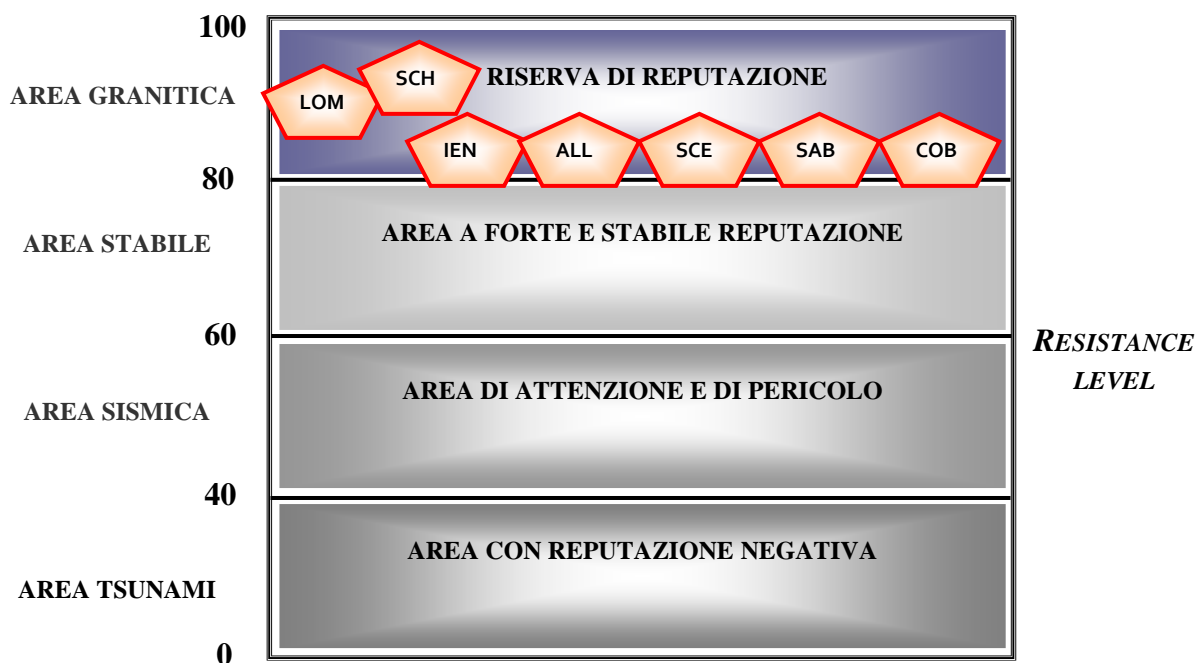 100
RISERVA DI REPUTAZIONE
SCH
LOM
AREA GRANITICA
IEN
ALL
SCE
SAB
COB
80
AREA A FORTE E STABILE REPUTAZIONE
AREA STABILE
60
RESISTANCE
LEVEL
AREA DI ATTENZIONE E DI PERICOLO
AREA SISMICA
40
AREA CON REPUTAZIONE NEGATIVA
AREA TSUNAMI
0